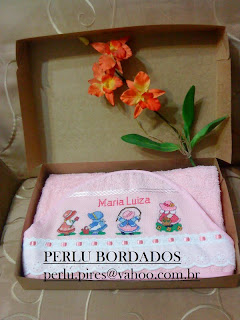 Maria Luiza
PERLU BORDADOS
perlu.pires@yahoo.com.br